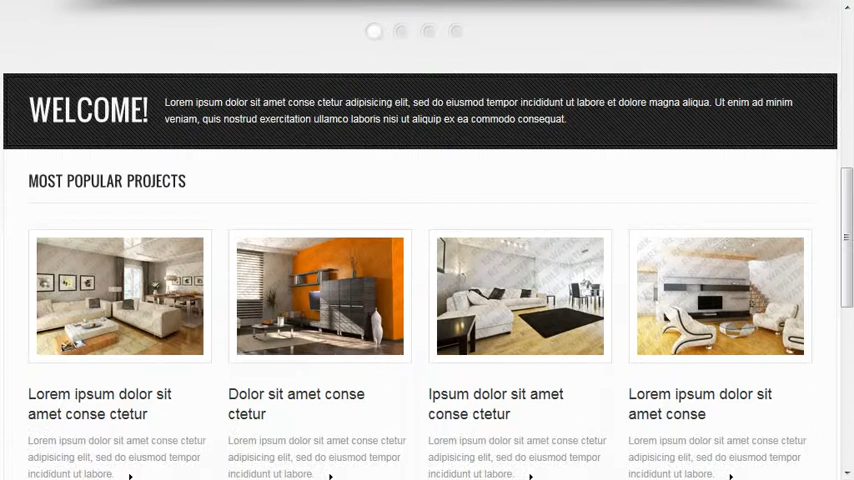 WELCOME!
Lorem ipsum dolor sit amet conse ctetur adipisicing elit, sed do eiusmod tempor incididunt ut labore et dolore magna aliqua. Ut enim ad minim
veniam, quis nostrud exercitation ullamco laboris nisi ut aliquip ex ea commodo consequat.
MOST POPULAR PROJECTS
Lorem ipsum dolor sit
amet conse ctetur
Lorem ipsum dolor sit amet conse ctetur
adipisicing elit, sed do eiusmod tempor
incididunt ut labore.
Dolor sit amet conse
ctetur
Lorem ipsum dolor sit amet conse ctetur
adipisicing elit, sed do eiusmod tempor
incididunt ut labore.
Ipsum dolor sit amet
conse ctetur
Lorem ipsum dolor sit amet conse ctetur
adipisicing elit, sed do eiusmod tempor
incididunt ut labore.
Lorem ipsum dolor sit
amet conse
Lorem ipsum dolor sit amet conse ctetur
adipisicing elit, sed do eiusmod tempor
incididunt ut labore.